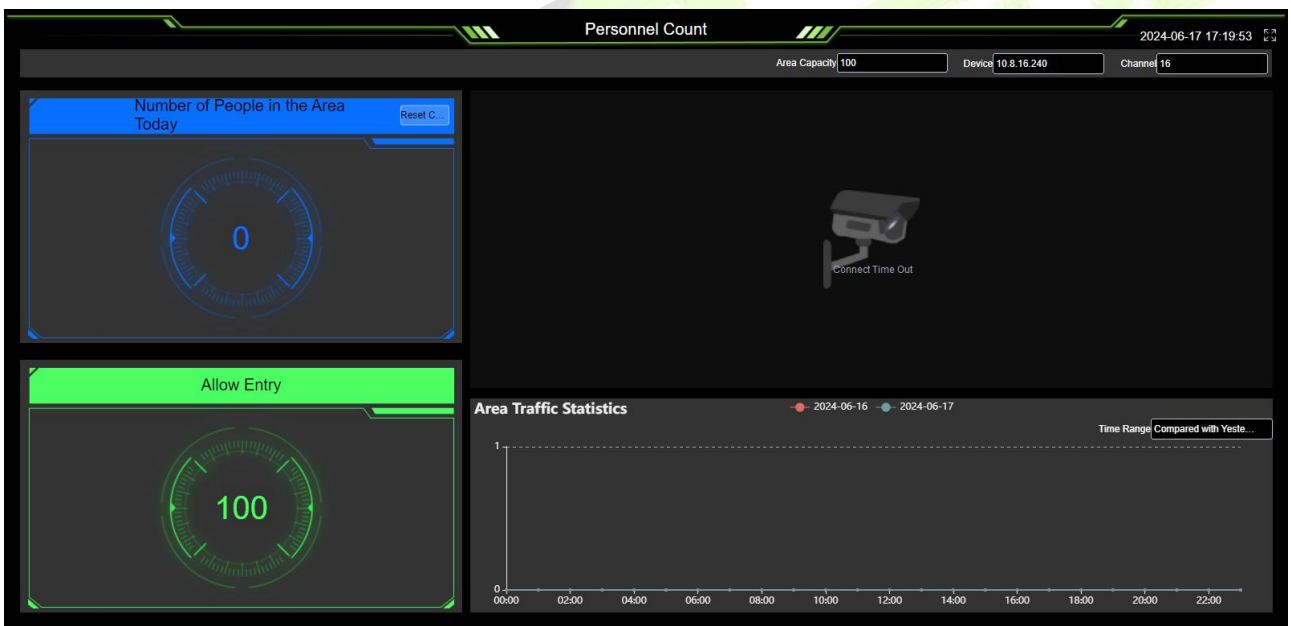 Personnel Count
2024-06-17 17:19:53
Area Capacity 100 Device 10.8.16.240 Channel 16
Number of People in the Area
Today
Reset C...
0
Connect Time Out
Allow Entry
100
Area Traffic Statistics
2024-06-16 2024-06-17
Time Range Compared with Yeste...
1
0
00:00 02:00 04:00 06:00 08:00 10:00 12:00 14:00 16:00 18:00 20:00 22:00